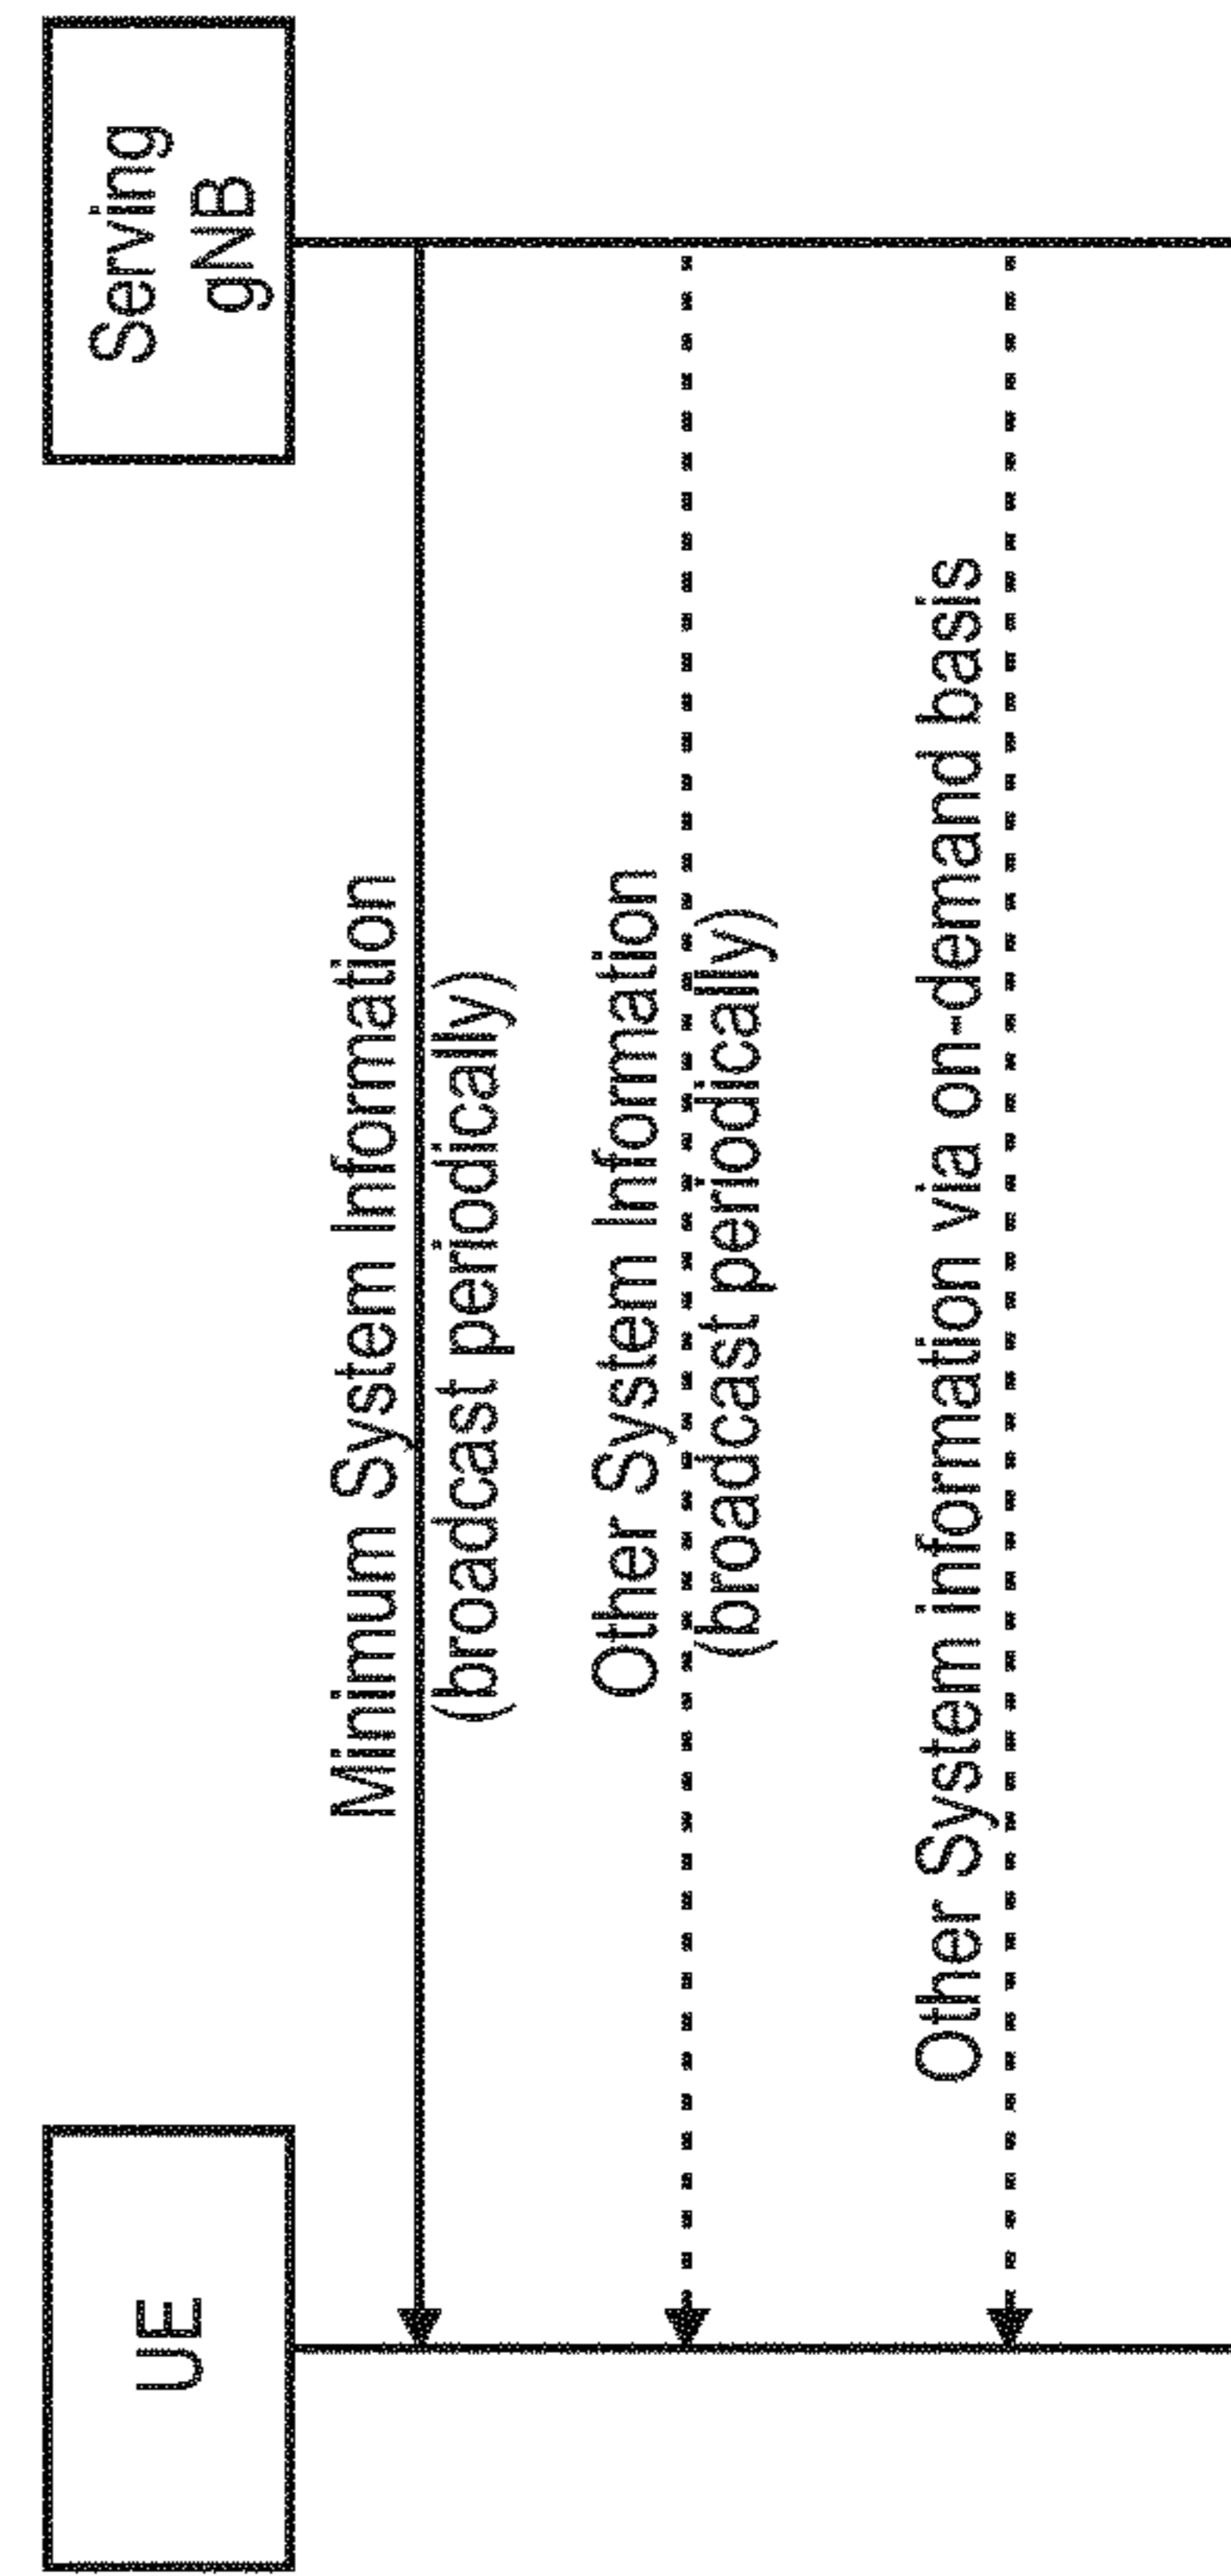 UE
Serving
gNB
Minimum System Information
(broadcast periodically)
Other System Information
(broadcast periodically)
Other System information via on-demand basis